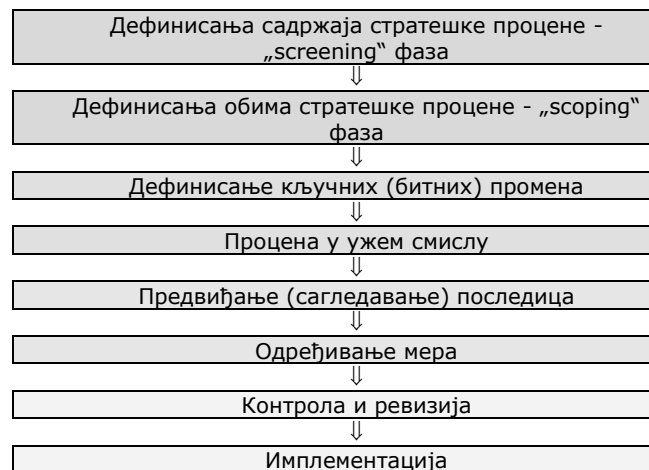 Дефинисања садржаја стратешке процене -
„screening“ фаза
⇓
Дефинисања обима стратешке процене - „scoping“
фаза
⇓
Дефинисање кључних (битних) промена
⇓
Процена у ужем смислу
⇓
Предвиђање (сагледавање) последица
⇓
Одређивање мера
⇓
Контрола и ревизија
⇓
Имплементација